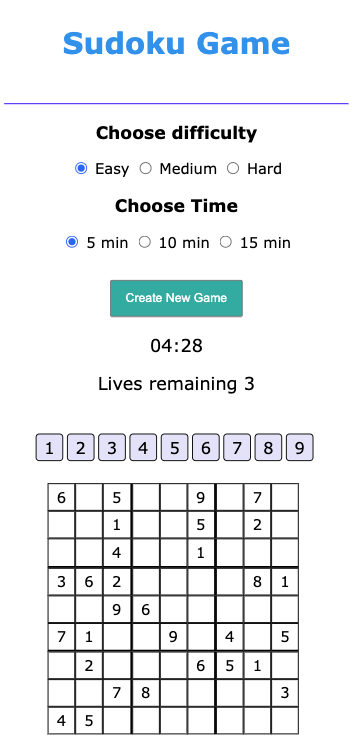 Sudoku Game
Choose difficulty
Easy Medium Hard
Choose Time
5 min 10 min 15 min
Create New Game
04:28
Lives remaining 3
1 2 3 4 5 6 7 8 9
6 5 9 7
1 5 2
4 1
3 6 2 8 1
9 6
7 1 9 4 5
2 6 5 1
7 8 3
4 5